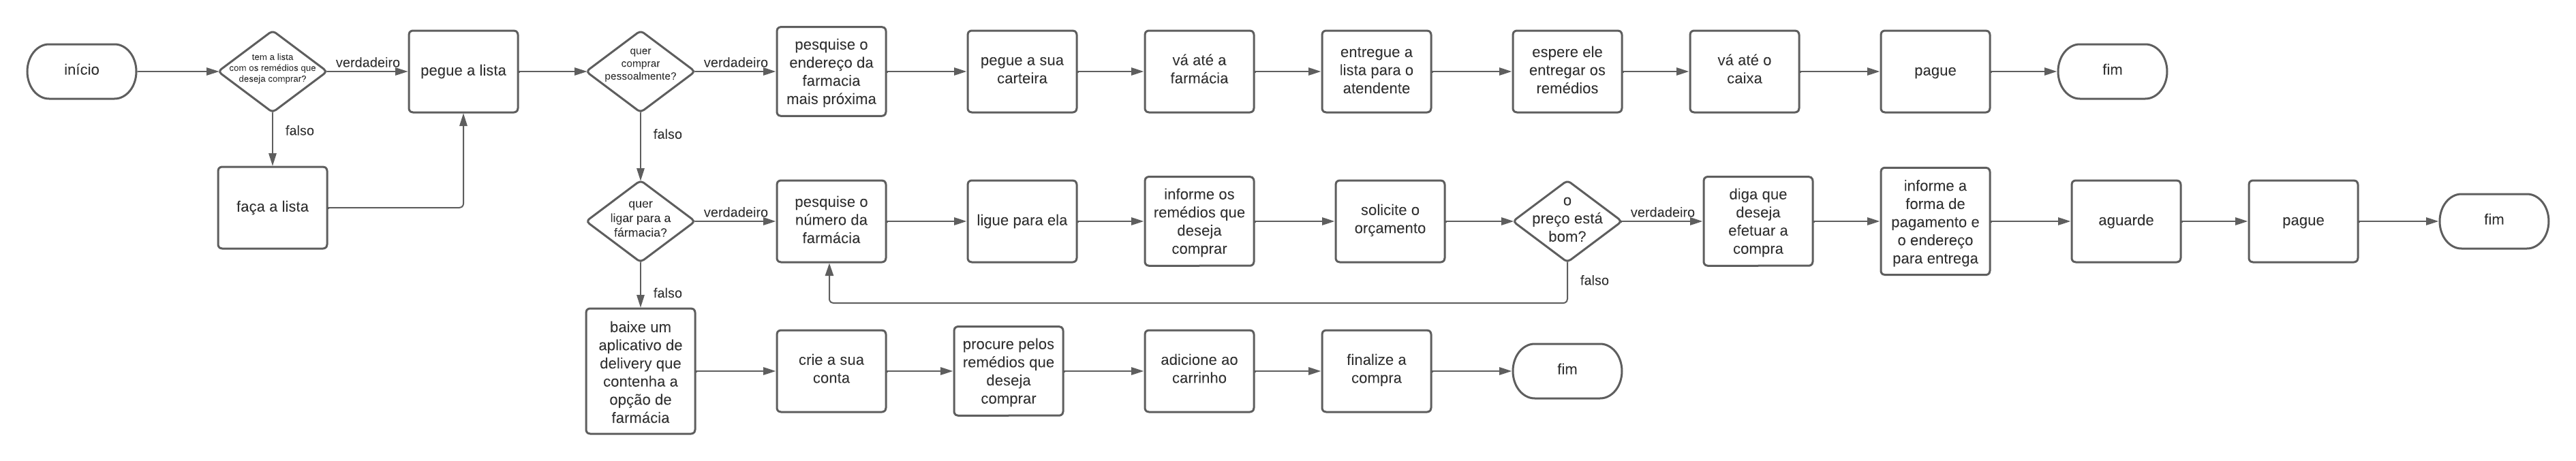 início
tem a lista
com os remédios que
deseja comprar?
verdadeiro
pegue a lista
falso
faça a lista
quer
comprar
pessoalmente?
verdadeiro
pesquise o
endereço da
farmacia
mais próxima
pegue a sua
carteira
vá até a
farmácia
entregue a
lista para o
atendente
espere ele
entregar os
remédios
vá até o
caixa
pague
fim
falso
quer
ligar para a
fármacia?
verdadeiro
pesquise o
número da
farmácia
ligue para ela
informe os
remédios que
deseja
comprar
solicite o
orçamento
o
preço está
bom?
verdadeiro
diga que
deseja
efetuar a
compra
informe a
forma de
pagamento e
o endereço
para entrega
aguarde
pague
fim
falso
falso
baixe um
aplicativo de
delivery que
contenha a
opção de
farmácia
crie a sua
conta
procure pelos
remédios que
deseja
comprar
adicione ao
carrinho
finalize a
compra
fim